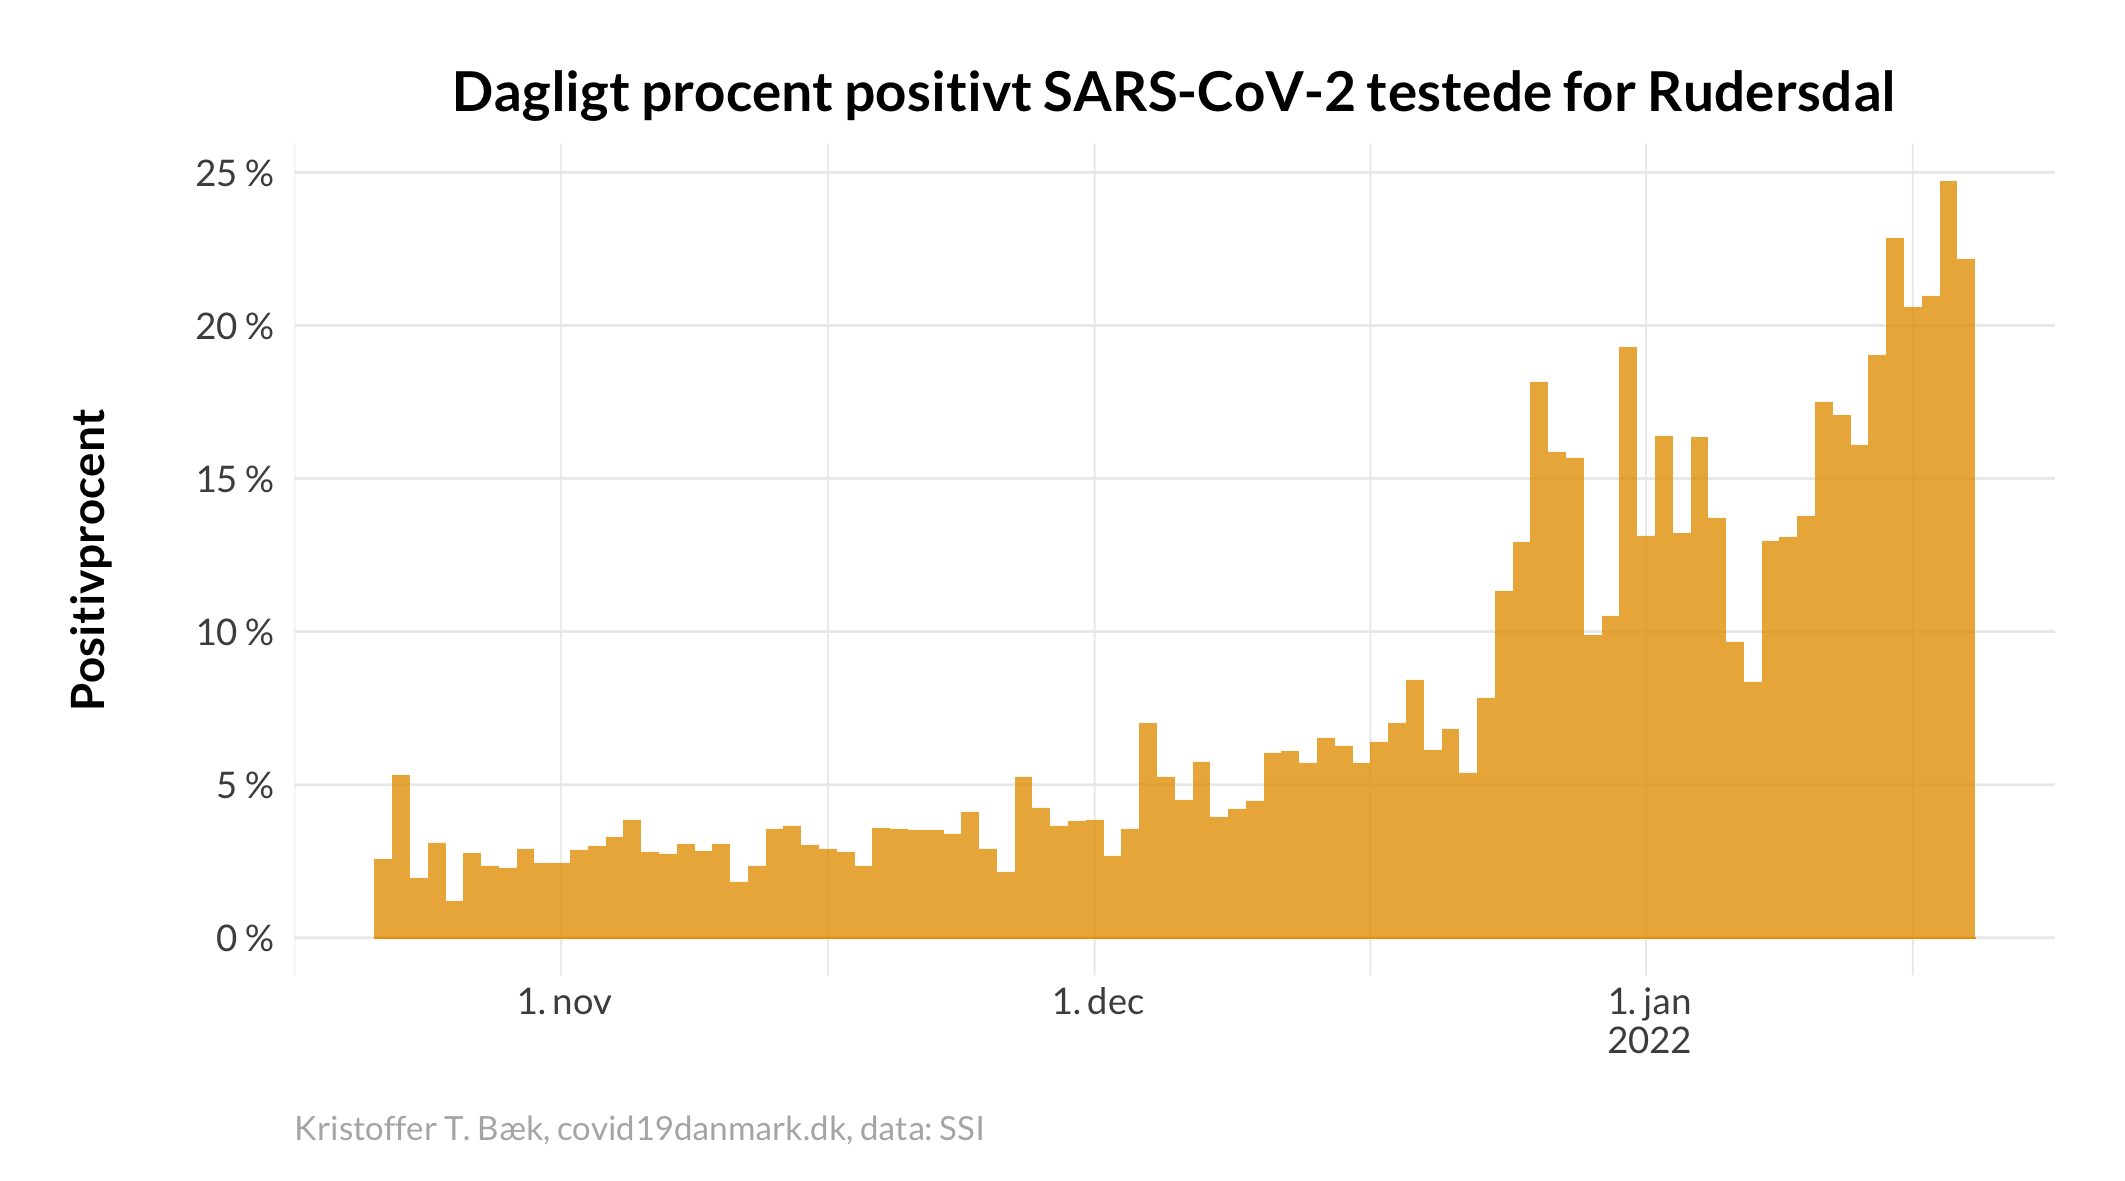 Dagligt procent positivt SARS-CoV-2 testede for Rudersdal
Positivprocent
25 %
20 %
15 %
10 %
5 %
0 %
1. nov
1. dec
1. jan
2022
Kristoffer T. Bæk, covid19danmark.dk, data: SSI